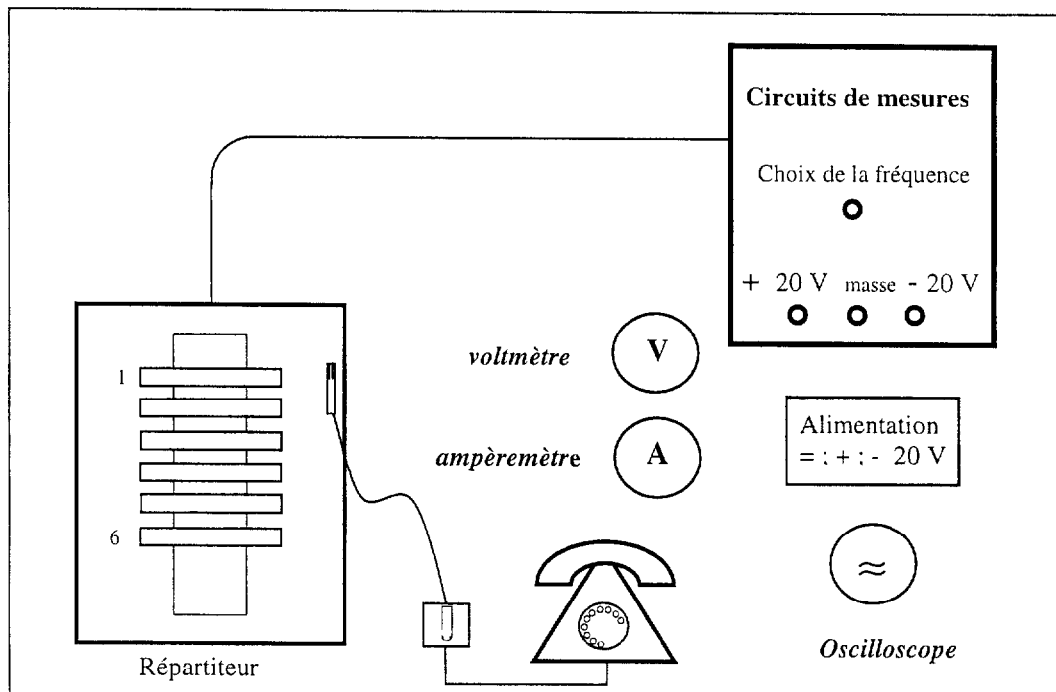 Circuits de mesures
Choix de la fréquence
+ 20 V masse - 20 V
voltmètre
V
1
ampèremètre
A
Alimentation
= : + : - 20 V
6
≈
Répartiteur
Oscilloscope